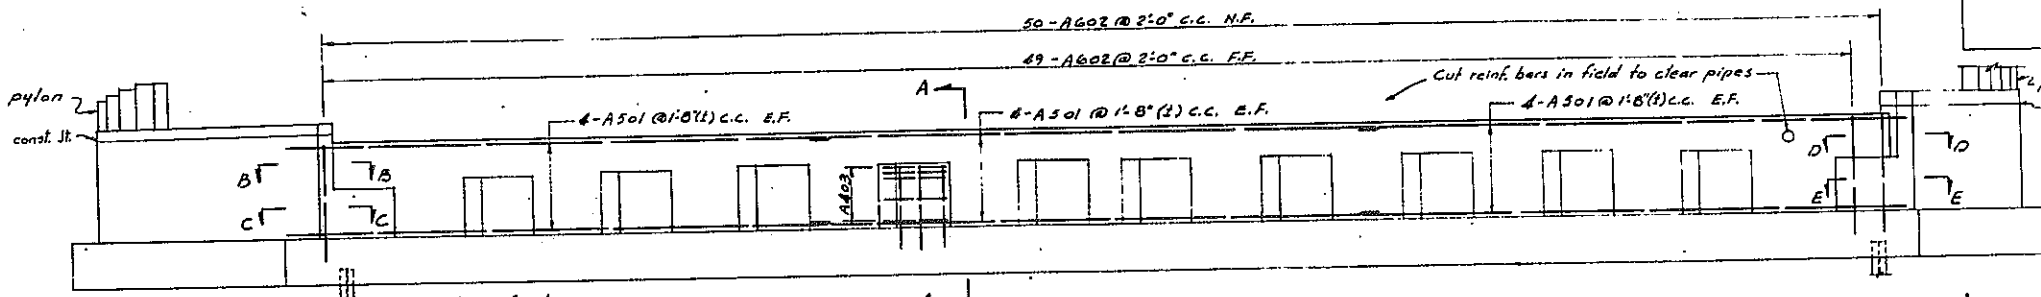 50-A602 @ 2'-0" c.c. N.F.
49-A602 @ 2'-0" c.c. F.F.
Cut reinf. bars in field to clear pipes
pylon
A
4-A501 @ 1'-8"(±) c.c. E.F.
4-A501 @ 1'-8"(±) c.c. E.F.
4-A501 @ 1'-8"(±) c.c. E.F.
const. Jt.
B
B
A403
D
D
C
C
E
E